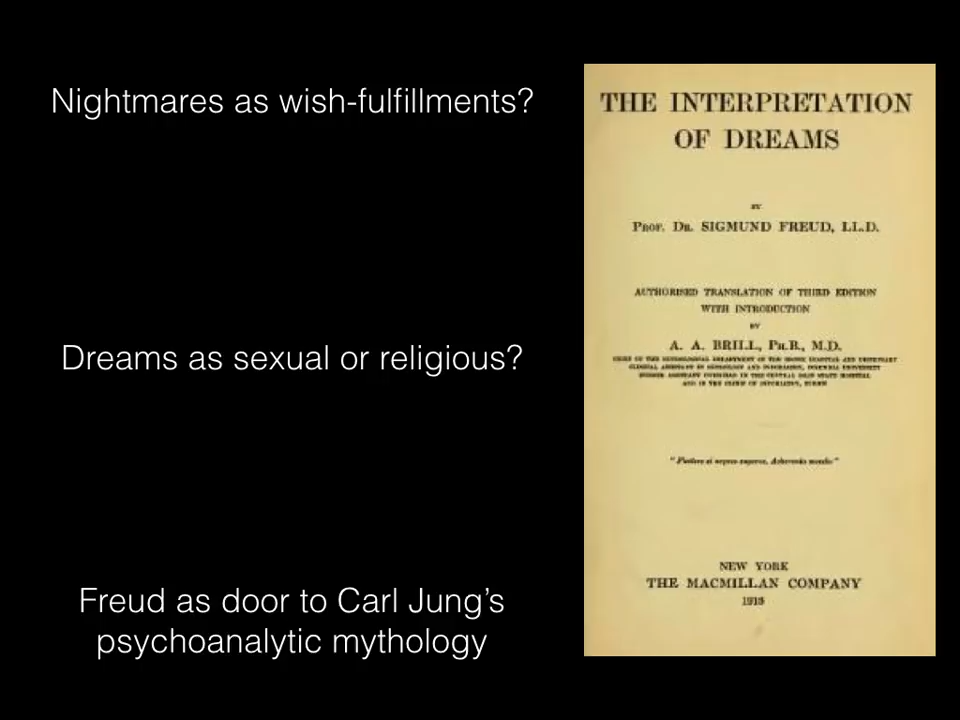 Nightmares as wish-fulfillments?
Dreams as sexual or religious?
Freud as door to Carl Jung's
psychoanalytic mythology
THE INTERPRETATION
OF DREAMS
BY
PROF. DR. SIGMUND FREUD, LL.D.
AUTHORISED TRANSLATION OF THIRD EDITION
WITH INTRODUCTION
BY
A. A. BRILL, PH.B., M.D.
NEW YORK
THE MACMILLAN COMPANY